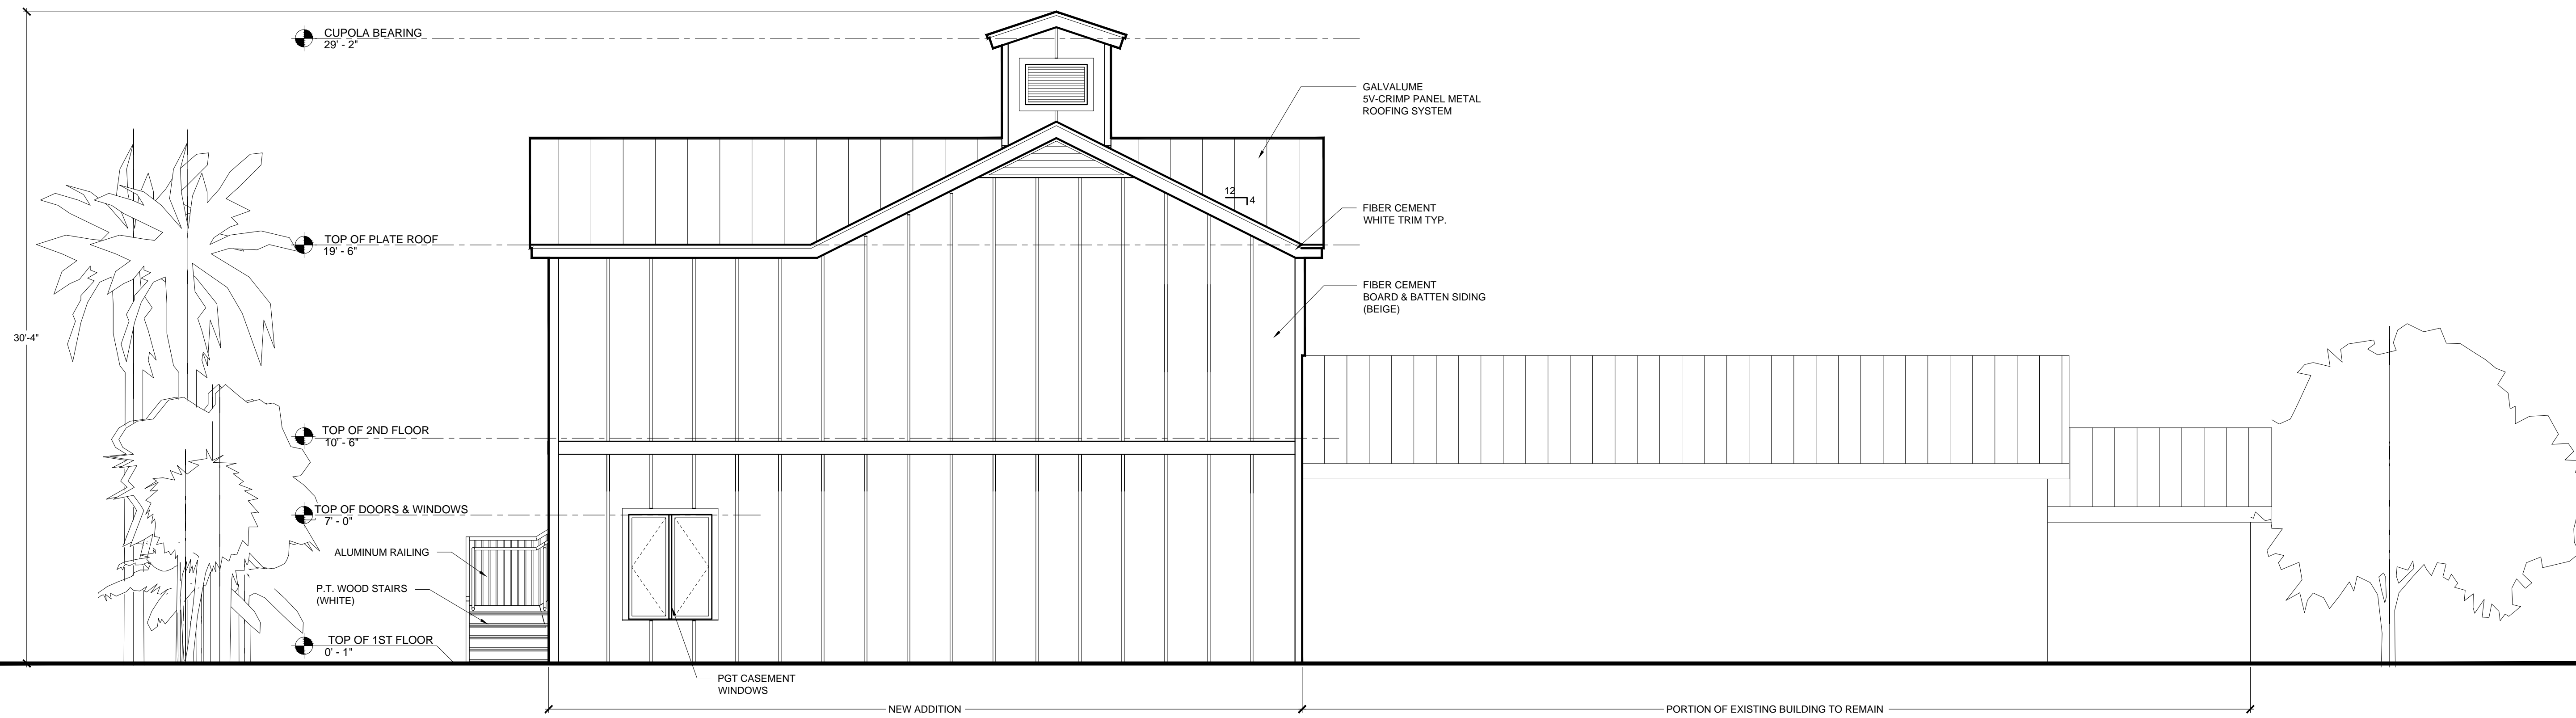 CUPOLA BEARING
29' - 2"
GALVALUME
5V-CRIMP PANEL METAL
ROOFING SYSTEM
12
4
FIBER CEMENT
WHITE TRIM TYP.
TOP OF PLATE ROOF
19' - 6"
FIBER CEMENT
BOARD & BATTEN SIDING
(BEIGE)
30'-4"
TOP OF 2ND FLOOR
10' - 6"
TOP OF DOORS & WINDOWS
7' - 0"
ALUMINUM RAILING
P.T. WOOD STAIRS
(WHITE)
TOP OF 1ST FLOOR
0' - 1"
PGT CASEMENT
WINDOWS
NEW ADDITION
PORTION OF EXISTING BUILDING TO REMAIN